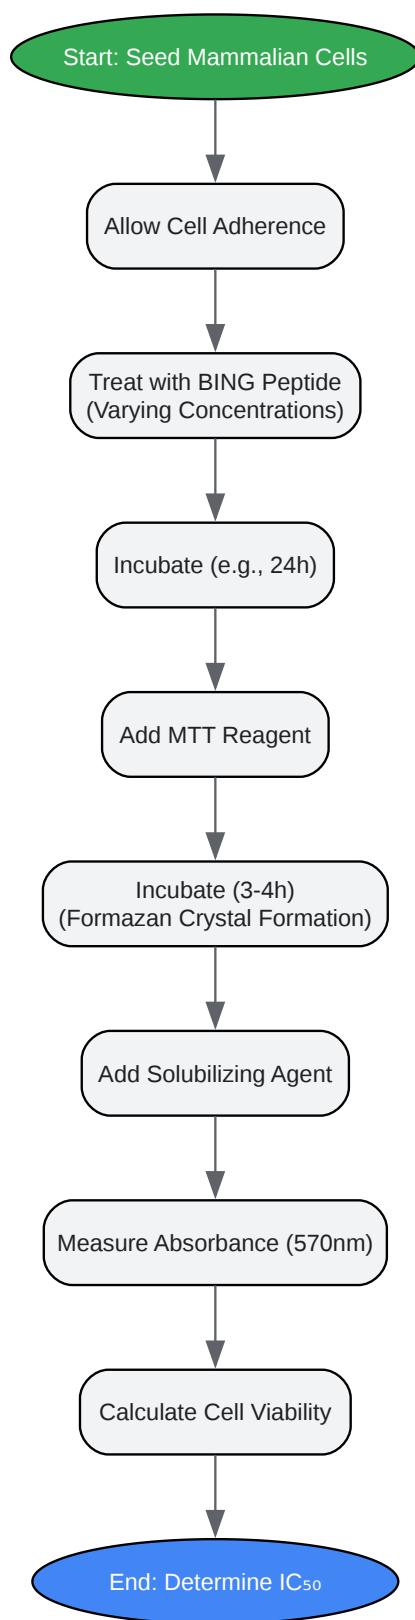 Start: Seed Mammalian Cells
Allow Cell Adherence
Treat with BING Peptide
(Varying Concentrations)
Incubate (e.g., 24h)
Add MTT Reagent
Incubate (3-4h)
(Formazan Crystal Formation)
Add Solubilizing Agent
Measure Absorbance (570nm)
Calculate Cell Viability
End: Determine IC₅₀